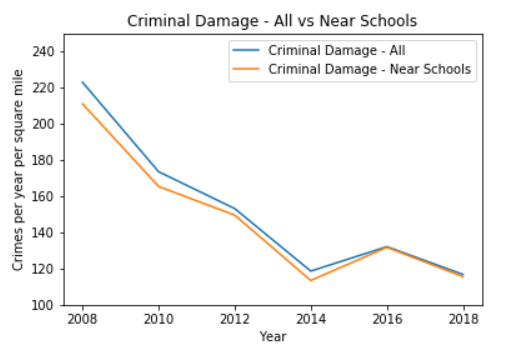 Criminal Damage - All vs Near Schools
Criminal Damage - All
Criminal Damage - Near Schools
Crimes per year per square mile
240
220
200
180
160
140
120
100
2008 2010 2012 2014 2016 2018
Year